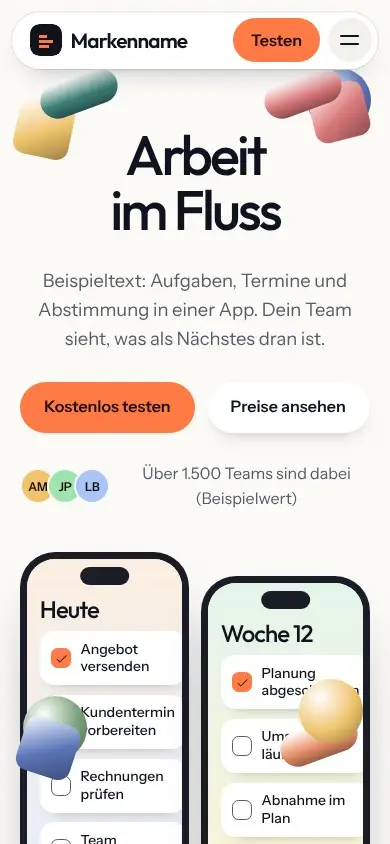 Markenname
Testen
Arbeit
im Fluss
Beispieltext: Aufgaben, Termine und
Abstimmung in einer App. Dein Team
sieht, was als Nächstes dran ist.
Kostenlos testen
Preise ansehen
AM JP LB
Über 1.500 Teams sind dabei
(Beispielwert)
Heute
Angebot
versenden
Kundentermin
Rechnungen
prüfen
Team
Woche 12
Planung
Abnahme im
Plan